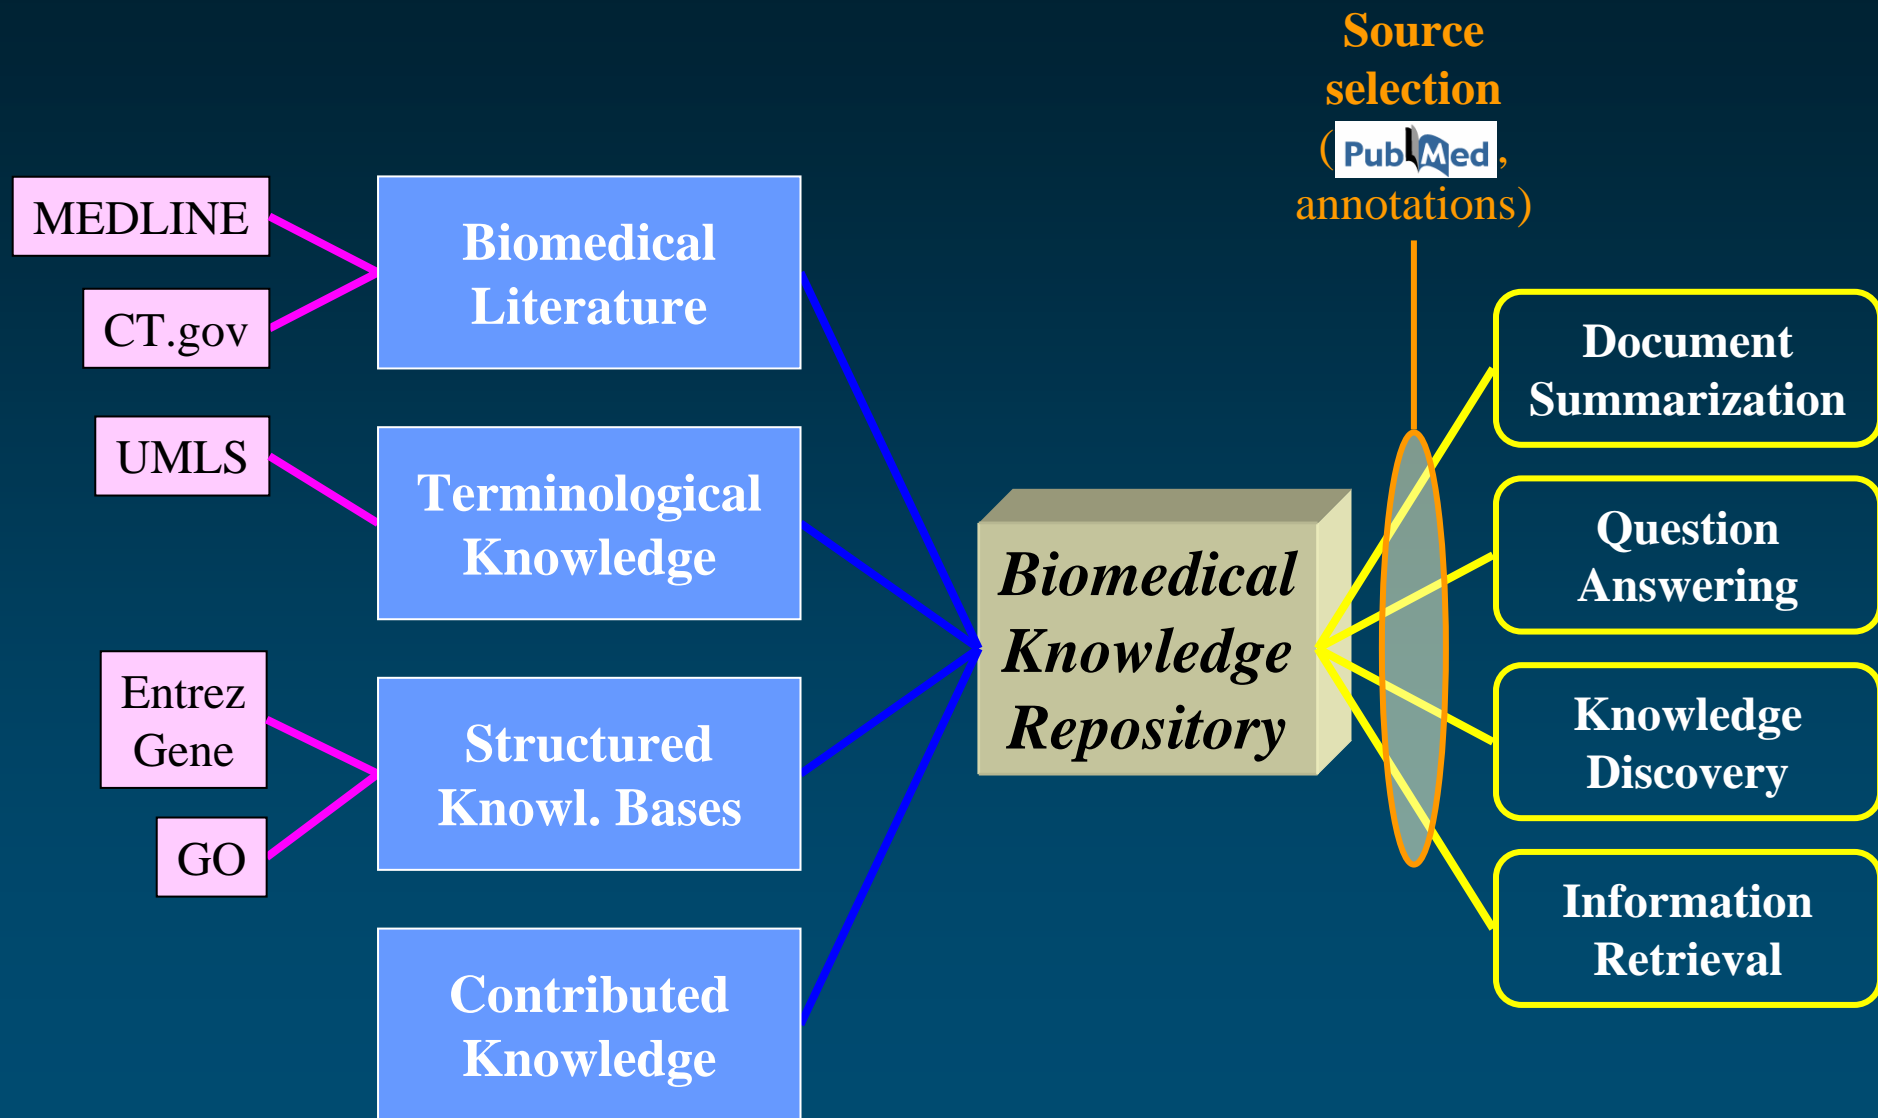 Source
selection
(PubMed,
annotations)
MEDLINE
CT.gov
UMLS
Entrez
Gene
GO
Biomedical
Literature
Terminological
Knowledge
Structured
Knowl. Bases
Contributed
Knowledge
Biomedical
Knowledge
Repository
Document
Summarization
Question
Answering
Knowledge
Discovery
Information
Retrieval